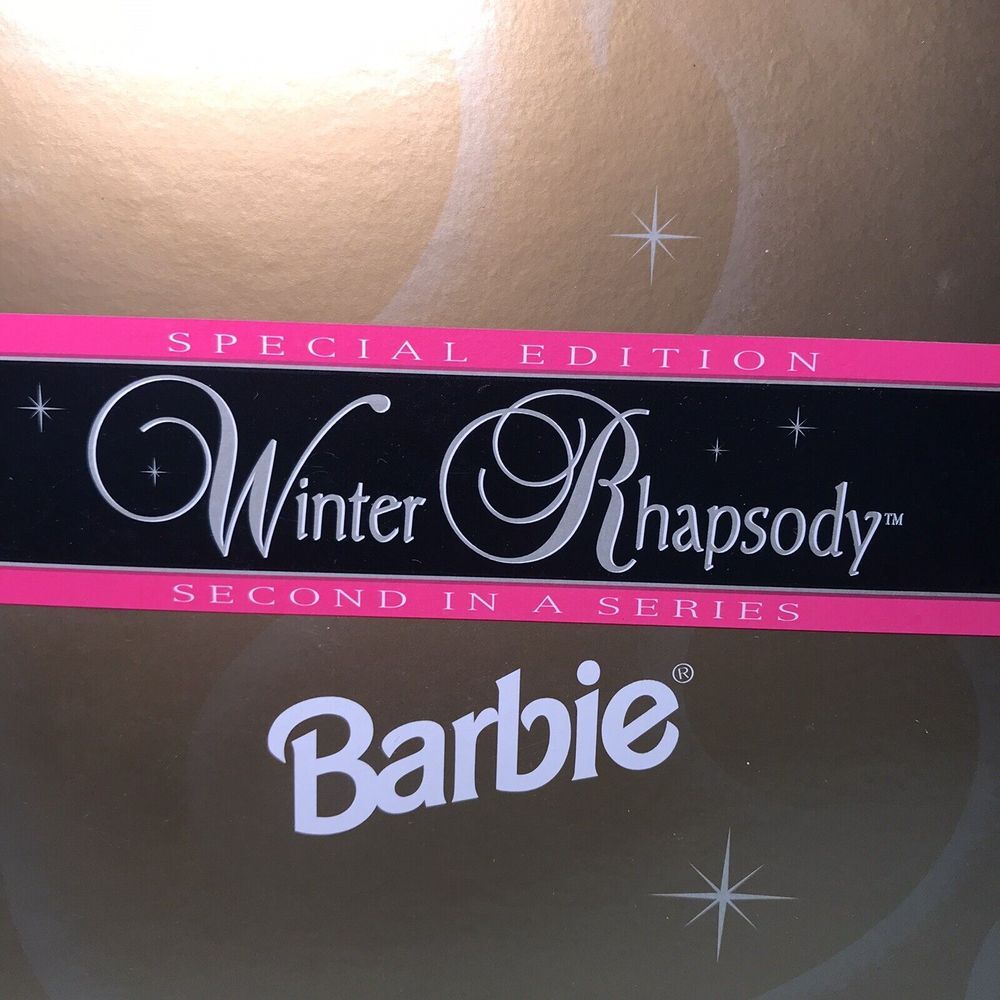 SPECIAL EDITION
Winter Rhapsody™
SECOND IN A SERIES
Barbie®